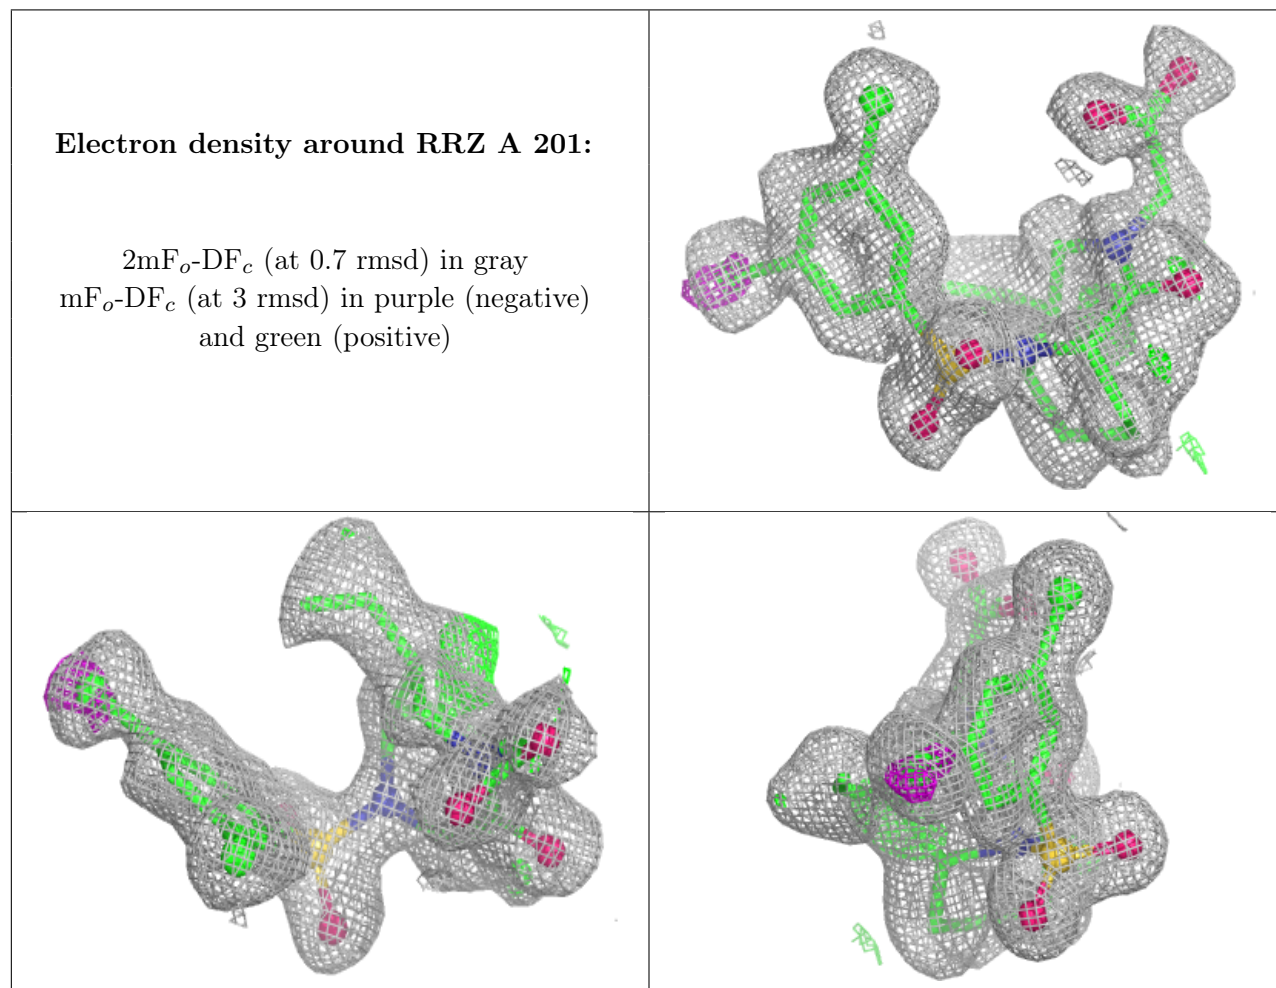 Electron density around RRZ A 201:
2mFo-DFc (at 0.7 rmsd) in gray
mFo-DFc (at 3 rmsd) in purple (negative)
and green (positive)